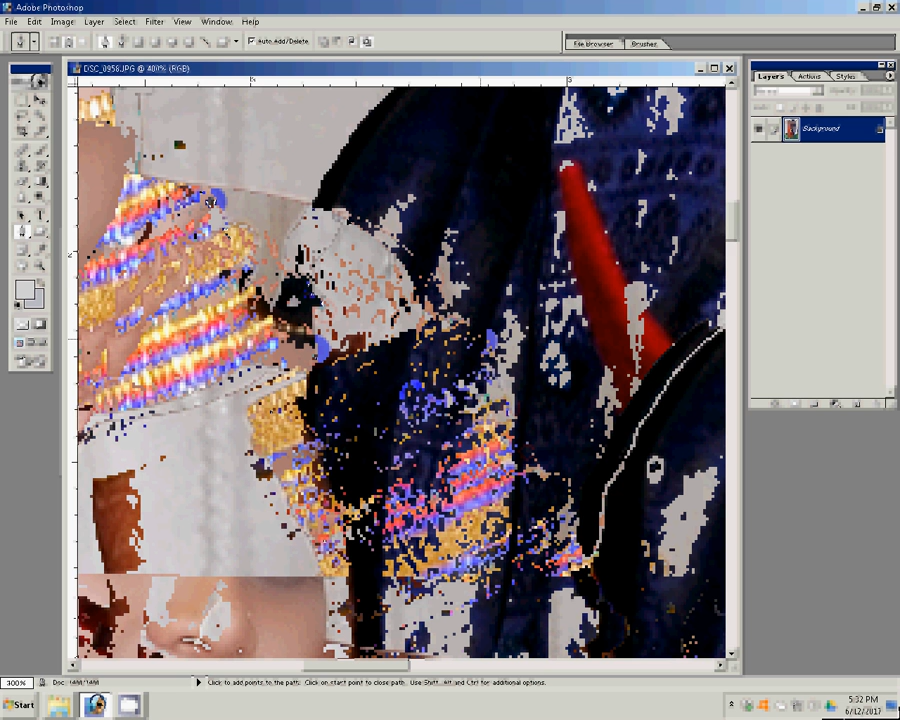 Adobe Photoshop
File Edit Image Layer Select Filter View Window Help
Auto Add/Delete
File Browser Brushes
DSC_0956.JPG @ 400% (RGB)
Layers Actions Styles
Background
300% Doc: Click to add points to the path. Click on start point to close path. Use Shift, Alt, and Ctrl for additional options.
Start
5:32 PM
6/12/2017